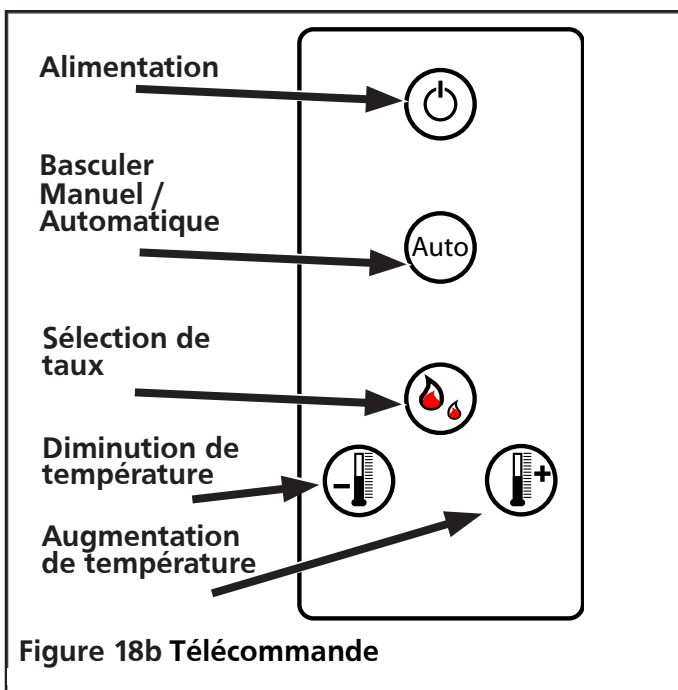 Alimentation
Basculer
Manuel /
Automatique
Auto
Sélection de
taux
Diminution de
température
–
+
Augmentation
de température
Figure 18b Télécommande